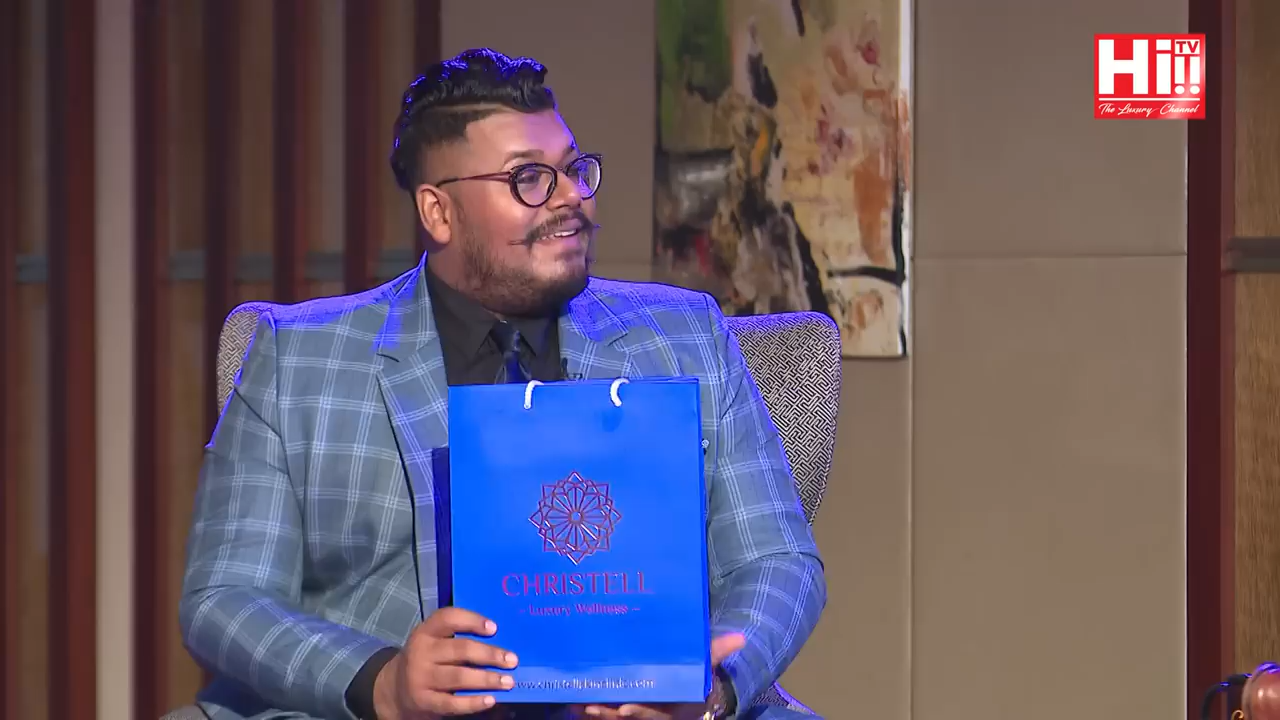 Hi!!
TV
The Luxury Channel
CHRISTELL
– Luxury Wellness –